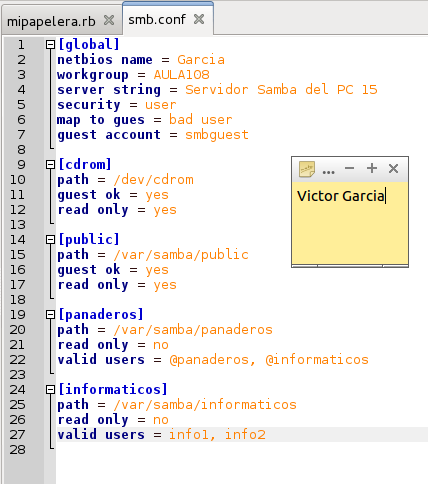 mipapelera.rb smb.conf
1 [global]
2 netbios name = Garcia
3 workgroup = AULA108
4 server string = Servidor Samba del PC 15
5 security = user
6 map to gues = bad user
7 guest account = smbguest
8
9 [cdrom]
10 path = /dev/cdrom
11 guest ok = yes
12 read only = yes
13
14 [public]
15 path = /var/samba/public
16 guest ok = yes
17 read only = yes
18
19 [panaderos]
20 path = /var/samba/panaderos
21 read only = no
22 valid users = @panaderos, @informaticos
23
24 [informaticos]
25 path = /var/samba/informaticos
26 read only = no
27 valid users = info1, info2
28
...
Victor Garcia